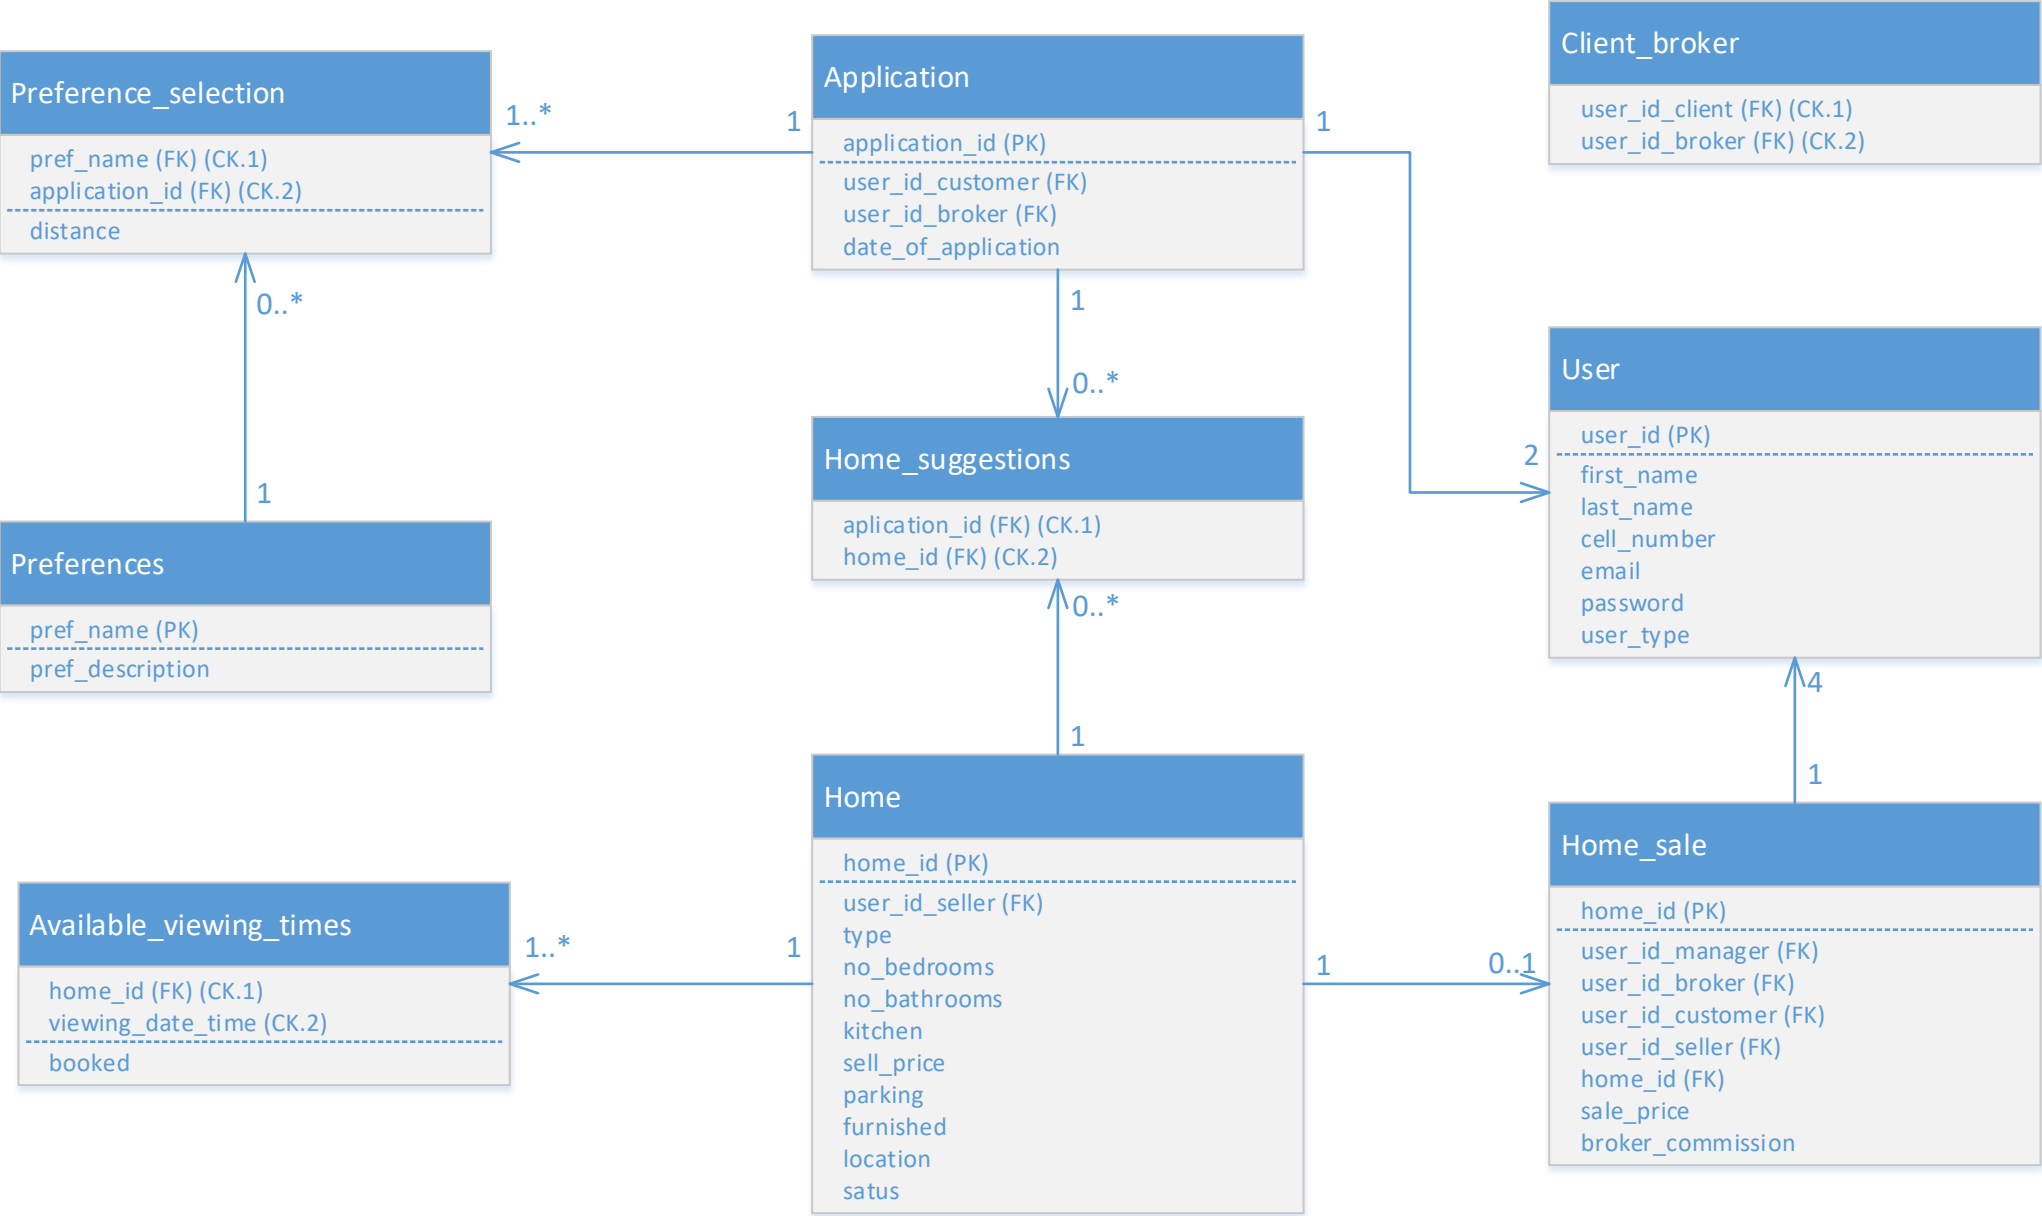 Preference_selection
pref_name (FK) (CK.1)
application_id (FK) (CK.2)
distance
1..*
1
Application
application_id (PK)
user_id_customer (FK)
user_id_broker (FK)
date_of_application
1
Client_broker
user_id_client (FK) (CK.1)
user_id_broker (FK) (CK.2)
0..*
1
1
0..*
Preferences
pref_name (PK)
pref_description
Home_suggestions
aplication_id (FK) (CK.1)
home_id (FK) (CK.2)
0..*
1
2
User
user_id (PK)
first_name
last_name
cell_number
email
password
user_type
4
1
Available_viewing_times
home_id (FK) (CK.1)
viewing_date_time (CK.2)
booked
1..*
1
Home
home_id (PK)
user_id_seller (FK)
type
no_bedrooms
no_bathrooms
kitchen
sell_price
parking
furnished
location
satus
1
0..1
Home_sale
home_id (PK)
user_id_manager (FK)
user_id_broker (FK)
user_id_customer (FK)
user_id_seller (FK)
home_id (FK)
sale_price
broker_commission